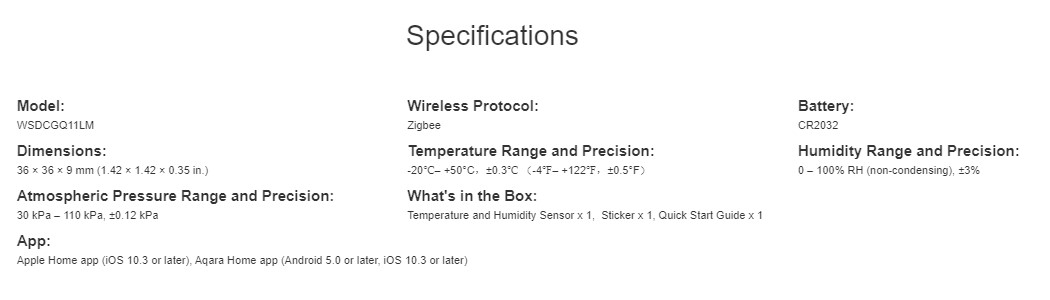 Specifications
Model:
WSDCGQ11LM
Wireless Protocol:
Zigbee
Battery:
CR2032
Dimensions:
36 × 36 × 9 mm (1.42 × 1.42 × 0.35 in.)
Temperature Range and Precision:
-20°C– +50°C，±0.3°C （-4°F– +122°F，±0.5°F）
Humidity Range and Precision:
0 – 100% RH (non-condensing), ±3%
Atmospheric Pressure Range and Precision:
30 kPa – 110 kPa, ±0.12 kPa
What's in the Box:
Temperature and Humidity Sensor x 1,  Sticker x 1, Quick Start Guide x 1
App:
Apple Home app (iOS 10.3 or later), Aqara Home app (Android 5.0 or later, iOS 10.3 or later)